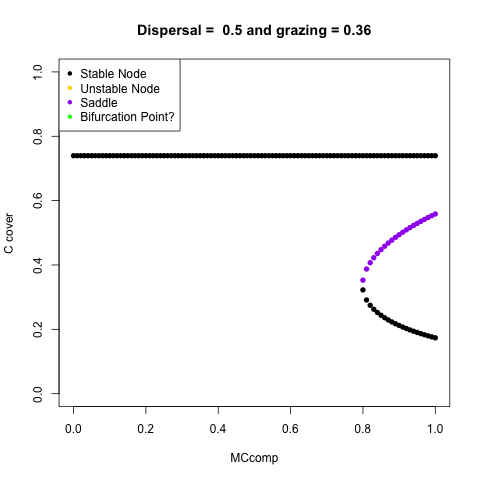 Dispersal =  0.5 and grazing = 0.36
Stable Node
Unstable Node
Saddle
Bifurcation Point?
C cover
1.0
0.8
0.6
0.4
0.2
0.0
0.0 0.2 0.4 0.6 0.8 1.0
MCcomp